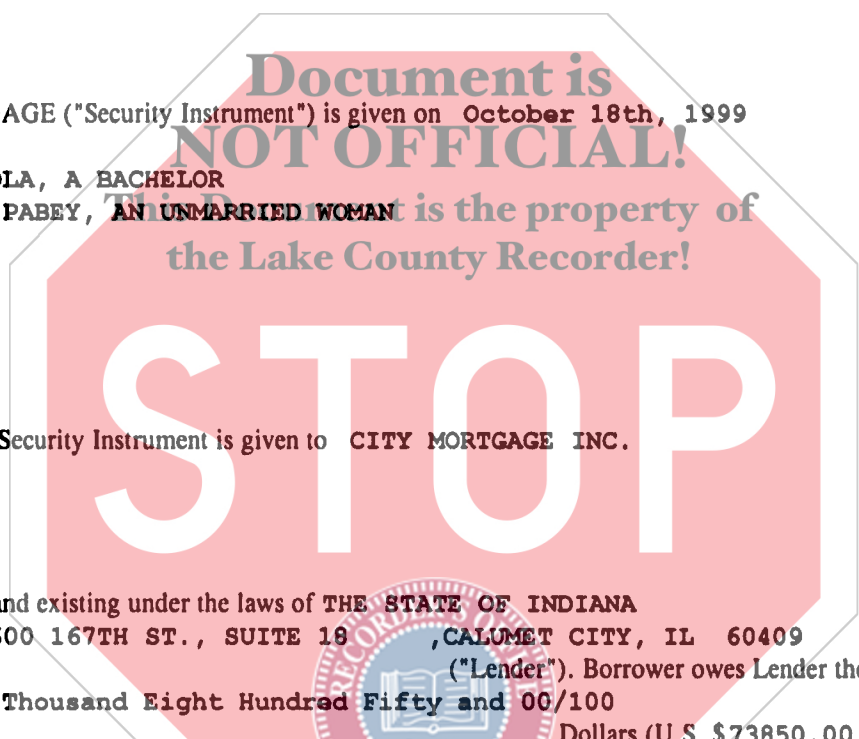 Document is
AGE ("Security Instrument") is given on October 18th, 1999
NOT OFFICIAL!
LA, A BACHELOR
PABEY, AN UNMARRIED WOMAN
This Document is the property of
the Lake County Recorder!
STOP
Security Instrument is given to CITY MORTGAGE INC.
and existing under the laws of THE STATE OF INDIANA
00 167TH ST., SUITE 18 ,CALUMET CITY, IL 60409
("Lender"). Borrower owes Lender the
Thousand Eight Hundred Fifty and 00/100
Dollars (U.S. $73850.00
RECORDER'S OFFICE